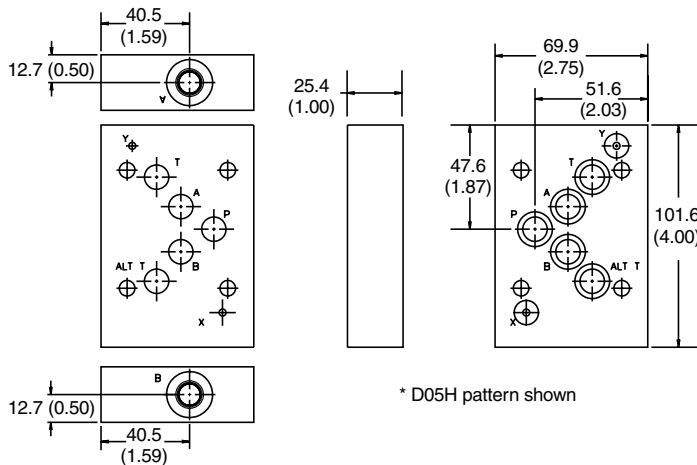 40.5
(1.59)
12.7 (0.50)
A
Y
T
A
P
B
ALT T
X
B
12.7 (0.50)
40.5
(1.59)
25.4
(1.00)
69.9
(2.75)
51.6
(2.03)
47.6
(1.87)
Y
T
A
P
B
ALT T
X
101.6
(4.00)
* D05H pattern shown